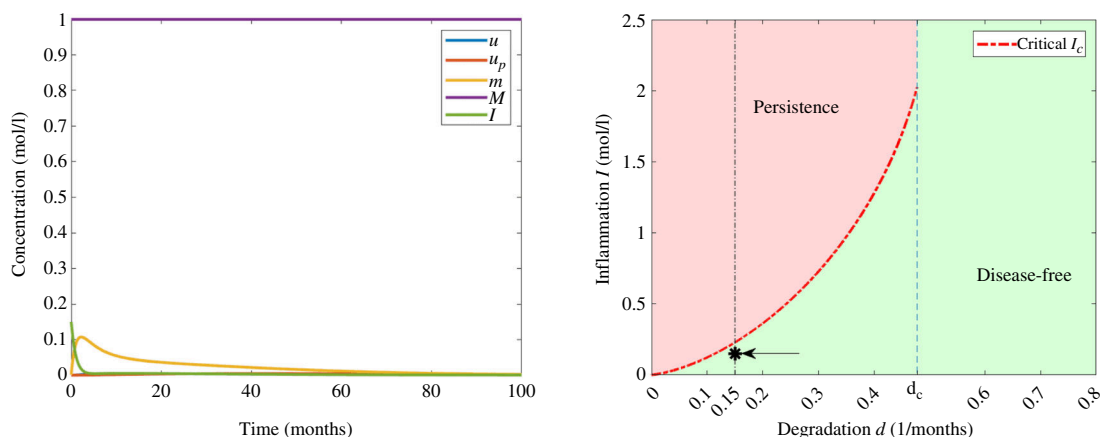 1
0.9
0.8
0.7
0.6
0.5
0.4
0.3
0.2
0.1
0
Concentration (mol/l)
u
u_p
m
M
I
0 20 40 60 80 100
Time (months)
2.5
2
1.5
1
0.5
0
Inflammation I (mol/l)
Critical I_c
Persistence
Disease-free
0 0.1 0.15 0.2 0.3 0.4 d_c 0.6 0.7 0.8
Degradation d (1/months)